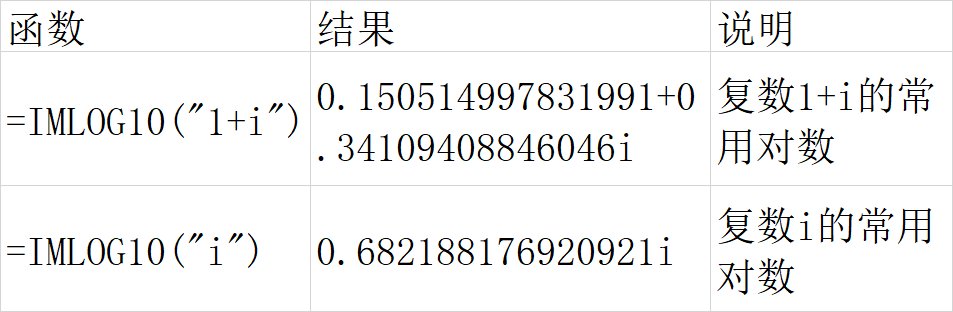 函数 结果 说明
=IMLOG10("1+i") 0.150514997831991+0 复数1+i的常
.34109408846046i 用对数
=IMLOG10("i") 0.682188176920921i 复数i的常用
对数